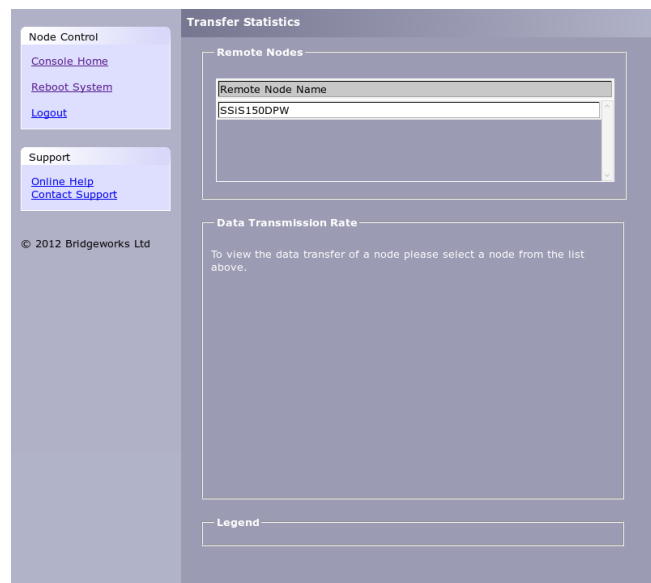 Node Control
Console Home
Reboot System
Logout
Support
Online Help
Contact Support
© 2012 Bridgeworks Ltd
Transfer Statistics
Remote Nodes
Remote Node Name
SSiS150DPW
Data Transmission Rate
To view the data transfer of a node please select a node from the list
above.
Legend